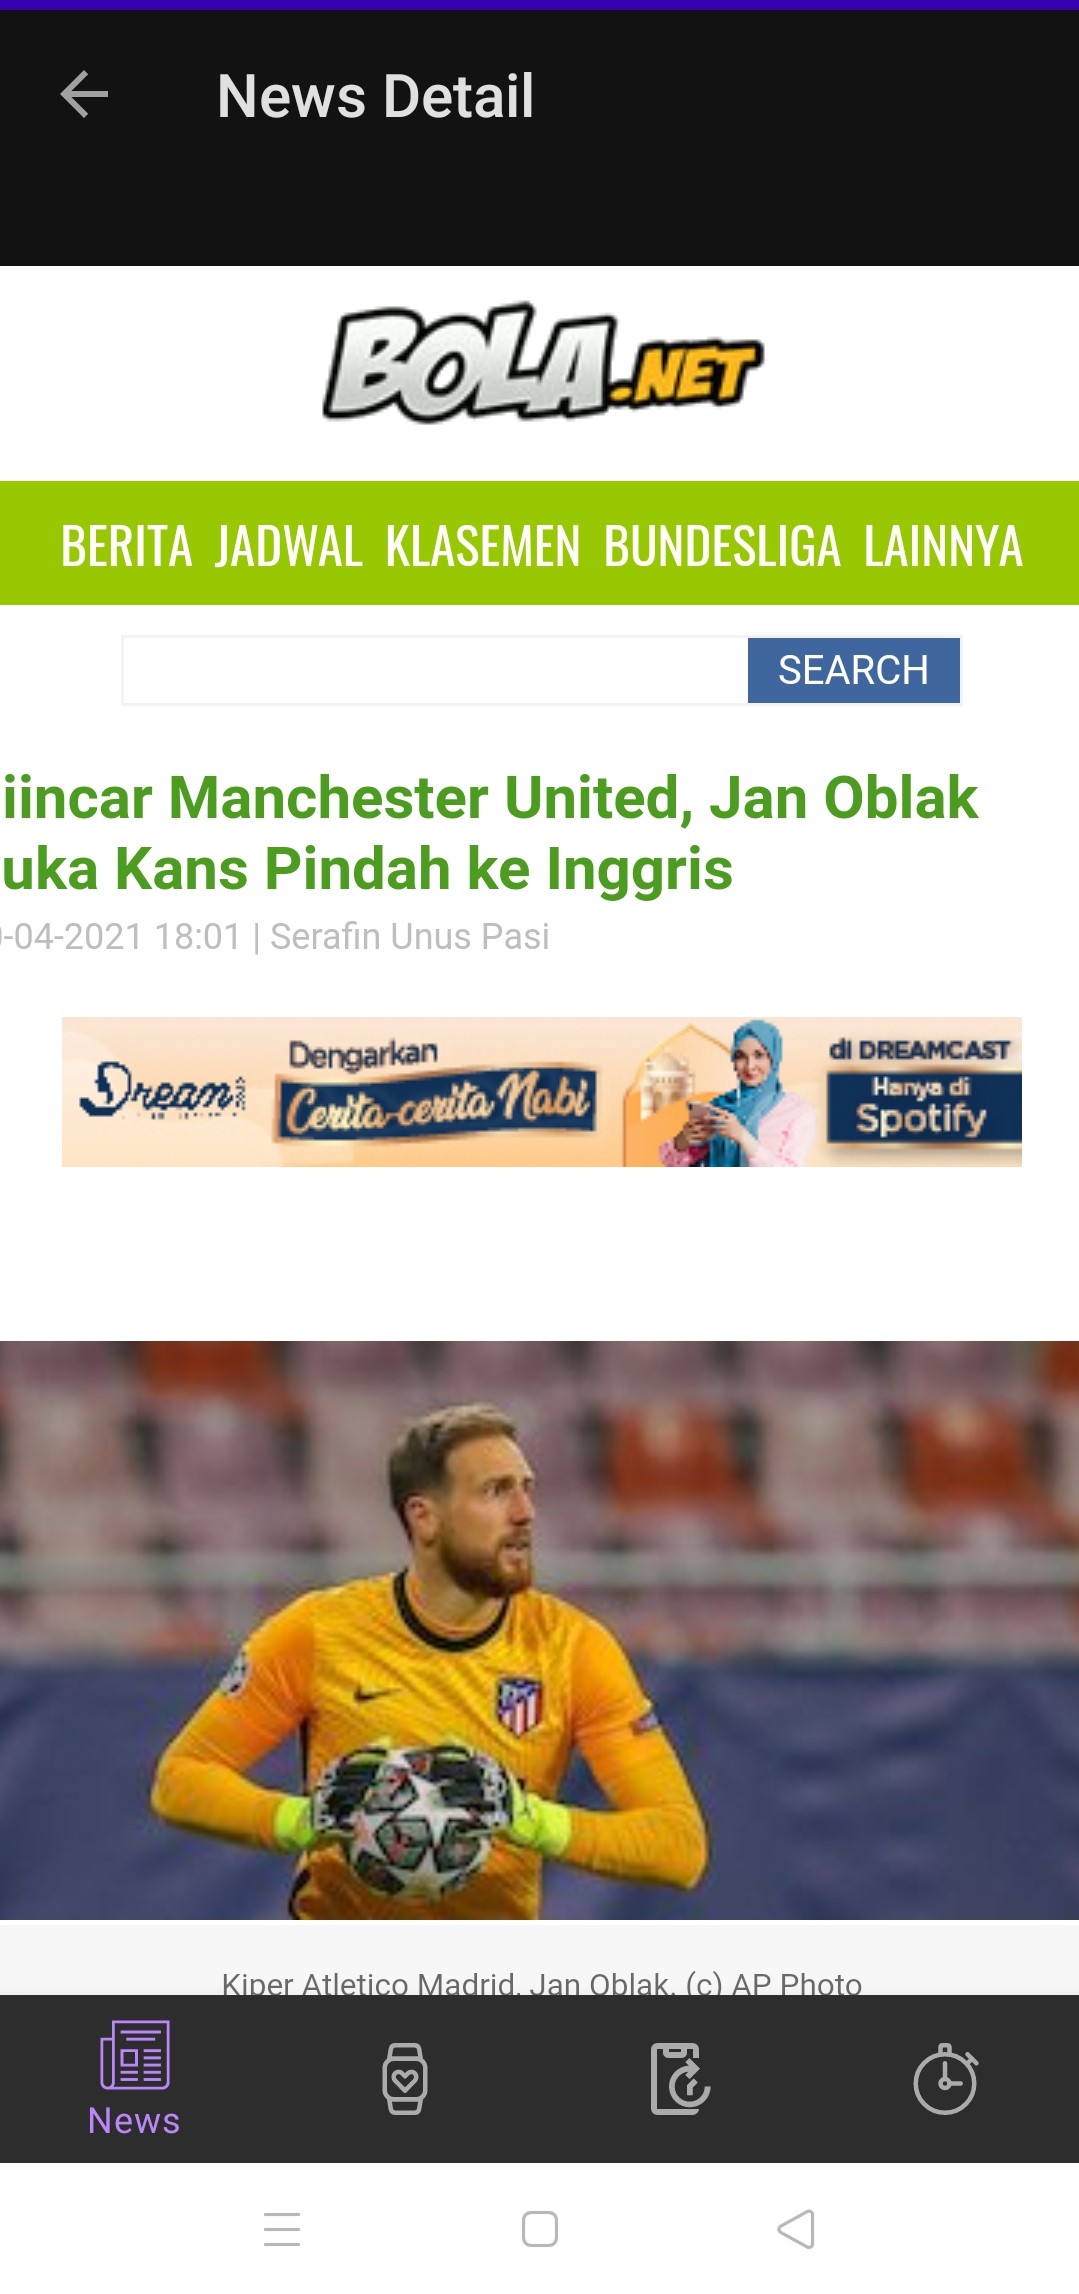 News Detail
BOLA.NET
BERITA JADWAL KLASEMEN BUNDESLIGA LAINNYA
SEARCH
iincar Manchester United, Jan Oblak
uka Kans Pindah ke Inggris
-04-2021 18:01 | Serafin Unus Pasi
Dream
Dengarkan
Cerita-cerita Nabi
di DREAMCAST
Hanya di
Spotify
Kiper Atletico Madrid, Jan Oblak. (c) AP Photo
News